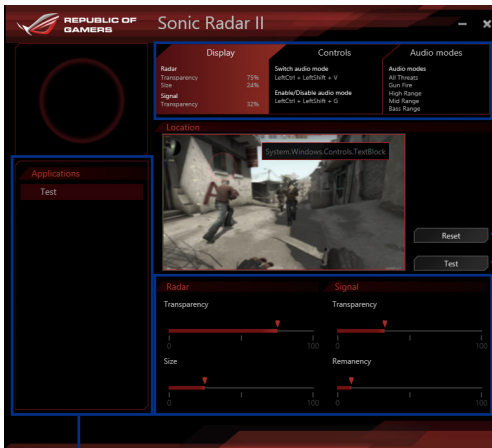 REPUBLIC OF
GAMERS
Sonic Radar II
Display
Controls
Audio modes
Radar
Transparency 75%
Size 24%
Signal
Transparency 32%
Switch audio mode
LeftCtrl + LeftShift + V
Enable/Disable audio mode
LeftCtrl + LeftShift + G
Audio modes
All Threats
Gun Fire
High Range
Mid Range
Bass Range
Location
System.Windows.Controls.TextBlock
Applications
Test
Reset
Test
Radar
Transparency
0 100
Size
0 100
Signal
Transparency
0 100
Remanency
0 100